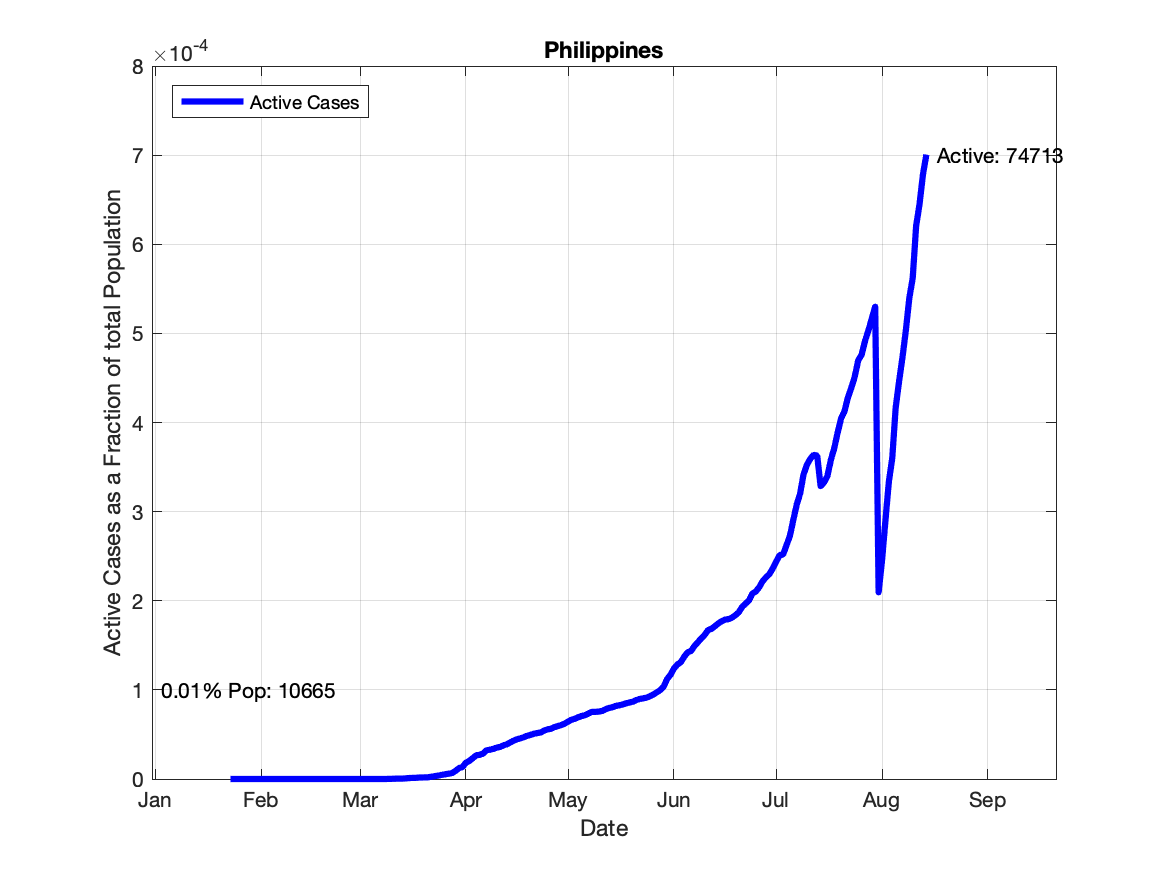 Philippines
×10-4
8
7
6
5
4
3
2
1
0
Active Cases
Active: 74713
0.01% Pop: 10665
Active Cases as a Fraction of total Population
Jan Feb Mar Apr May Jun Jul Aug Sep
Date